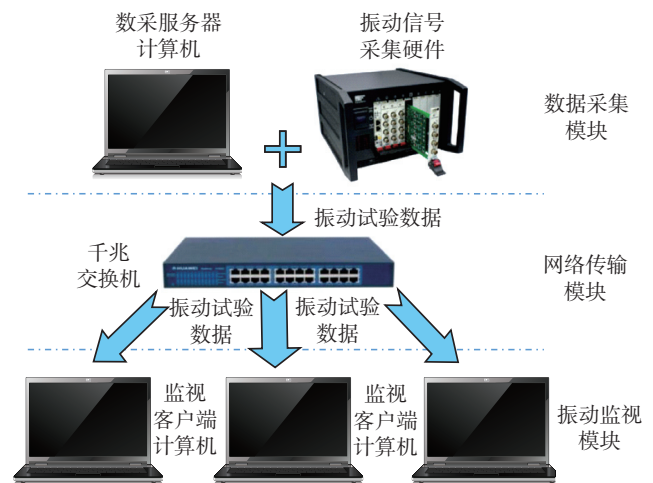 数采服务器
计算机
振动信号
采集硬件
数据采集
模块
振动试验数据
千兆
交换机
网络传输
模块
振动试验
数据
振动试验
数据
监视
客户端
计算机
监视
客户端
计算机
振动监视
模块